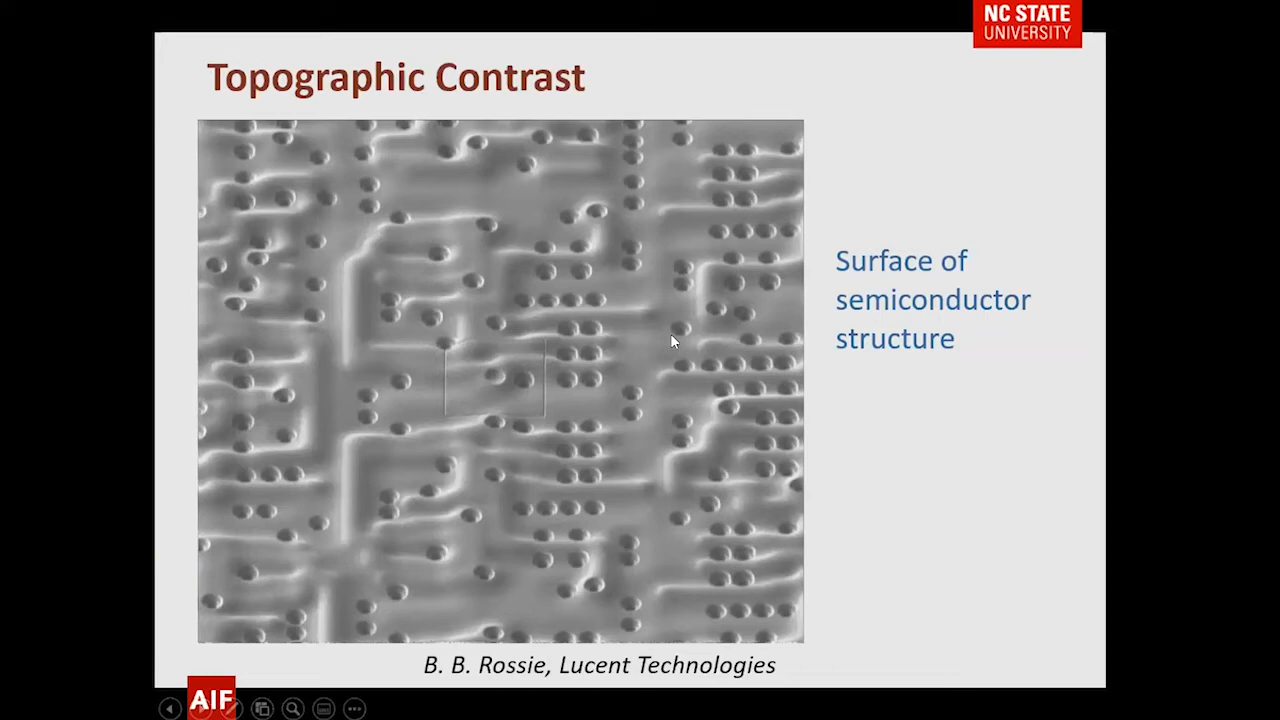 NC STATE
UNIVERSITY
Topographic Contrast
Surface of
semiconductor
structure
B. B. Rossie, Lucent Technologies
AIF